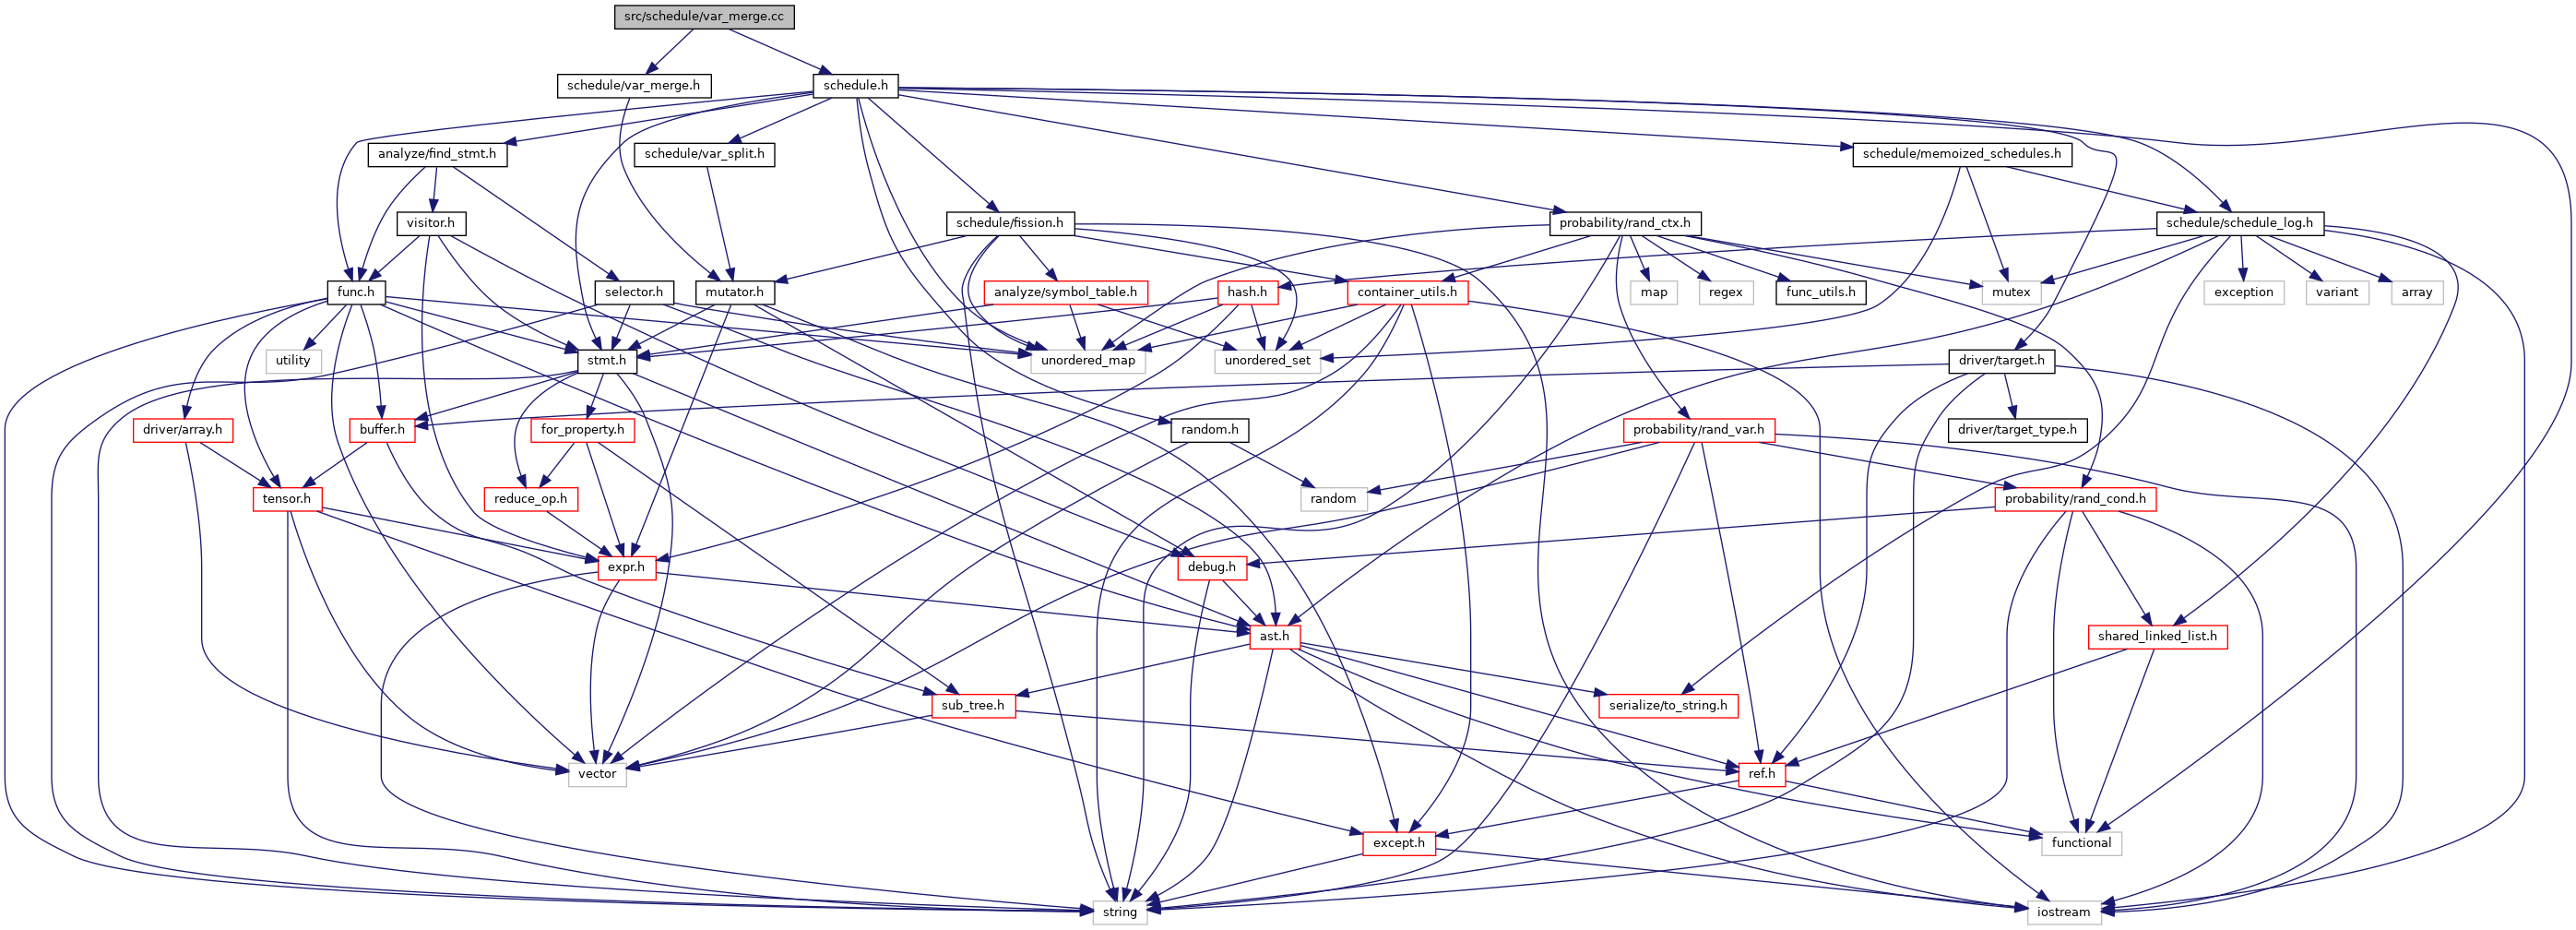 src/schedule/var_merge.cc
schedule/var_merge.h
schedule.h
analyze/find_stmt.h
schedule/var_split.h
schedule/memoized_schedules.h
visitor.h
schedule/fission.h
probability/rand_ctx.h
schedule/schedule_log.h
func.h
selector.h
mutator.h
analyze/symbol_table.h
hash.h
container_utils.h
map
regex
func_utils.h
mutex
exception
variant
array
utility
stmt.h
unordered_map
unordered_set
driver/target.h
driver/array.h
buffer.h
for_property.h
random.h
probability/rand_var.h
driver/target_type.h
tensor.h
reduce_op.h
random
probability/rand_cond.h
expr.h
debug.h
ast.h
shared_linked_list.h
sub_tree.h
serialize/to_string.h
vector
ref.h
except.h
functional
string
iostream